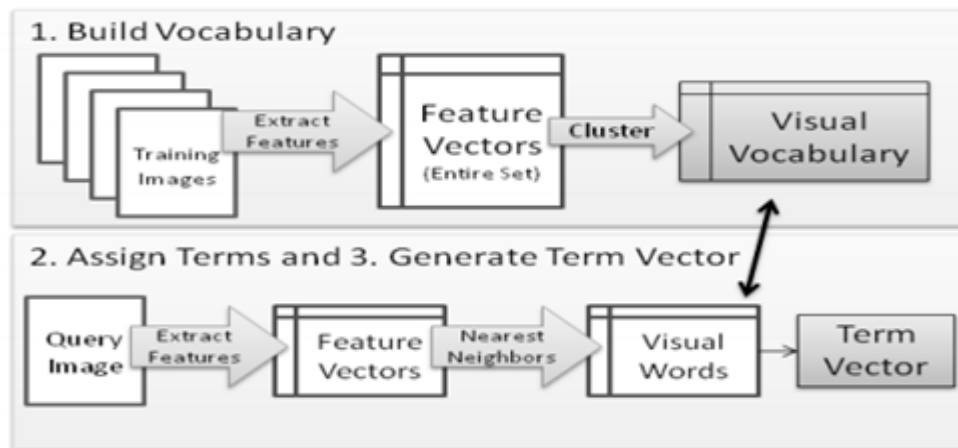 1. Build Vocabulary
Training
Images
Extract
Features
Feature
Vectors
(Entire Set)
Cluster
Visual
Vocabulary
2. Assign Terms and 3. Generate Term Vector
Query
Image
Extract
Features
Feature
Vectors
Nearest
Neighbors
Visual
Words
Term
Vector